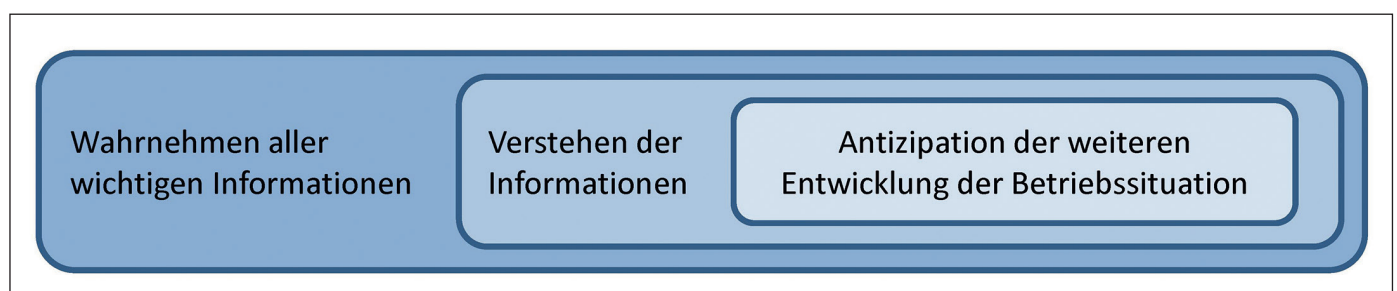 Wahrnehmen aller
wichtigen Informationen
Verstehen der
Informationen
Antizipation der weiteren
Entwicklung der Betriebssituation